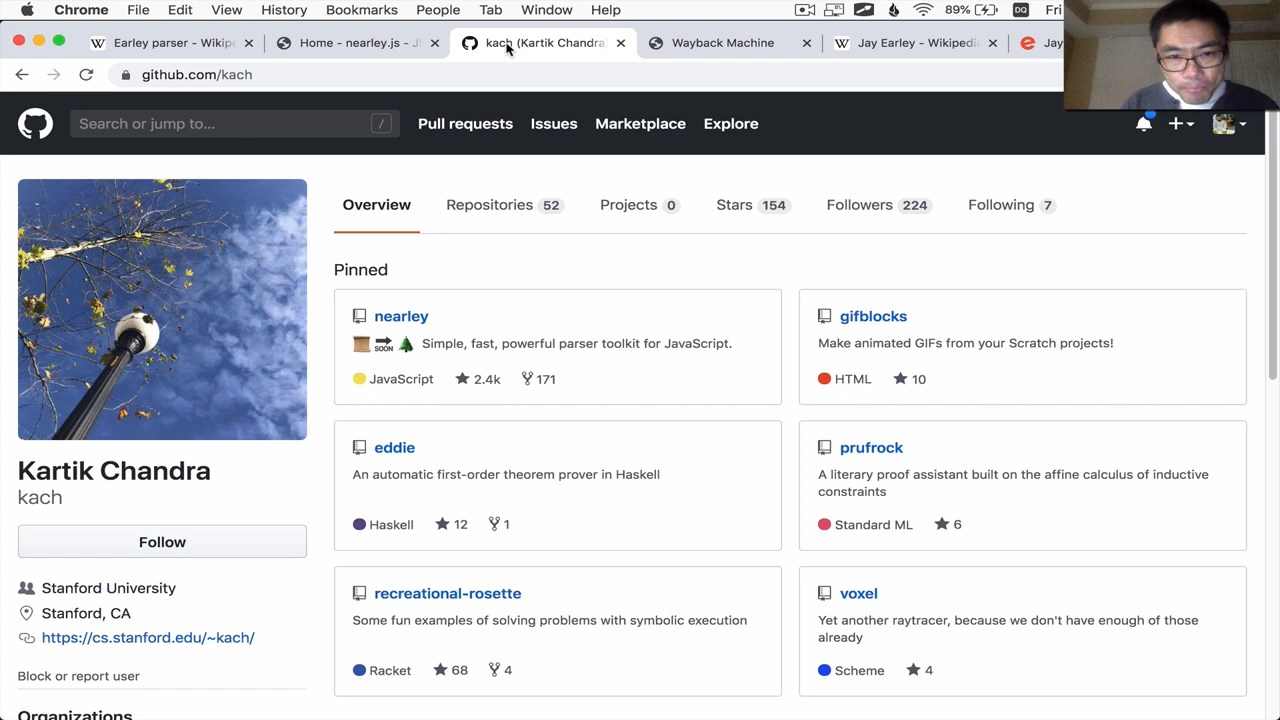 Chrome File Edit View History Bookmarks People Tab Window Help 89% DQ Fri
Earley parser - Wikip
Home - nearley.js - JS
kach (Kartik Chandra)
Wayback Machine
Jay Earley - Wikipedi
Jay
github.com/kach
Search or jump to... /
Pull requests Issues Marketplace Explore
Overview Repositories 52 Projects 0 Stars 154 Followers 224 Following 7
Pinned
nearley
SOON Simple, fast, powerful parser toolkit for JavaScript.
JavaScript 2.4k 171
gifblocks
Make animated GIFs from your Scratch projects!
HTML 10
eddie
An automatic first-order theorem prover in Haskell
Haskell 12 1
prufrock
A literary proof assistant built on the affine calculus of inductive
constraints
Standard ML 6
recreational-rosette
Some fun examples of solving problems with symbolic execution
Racket 68 4
voxel
Yet another raytracer, because we don't have enough of those
already
Scheme 4
Kartik Chandra
kach
Follow
Stanford University
Stanford, CA
https://cs.stanford.edu/~kach/
Block or report user
Organizations